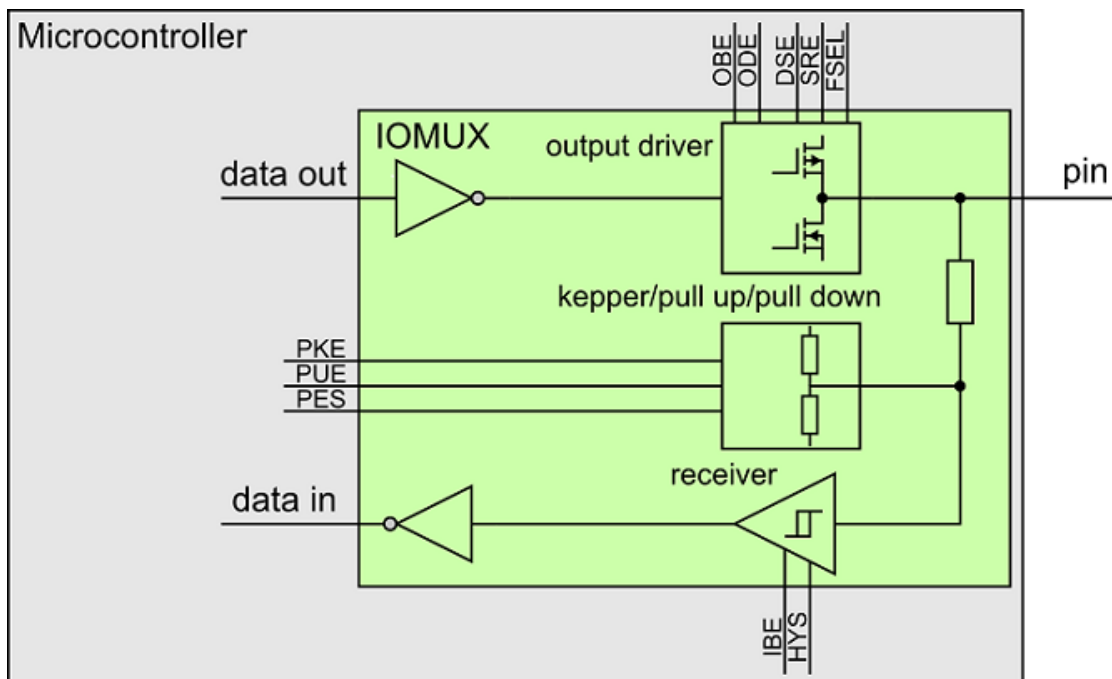 Microcontroller
OBE
ODE
DSE
SRE
FSEL
IOMUX
output driver
data out
pin
kepper/pull up/pull down
PKE
PUE
PES
receiver
data in
IBE
HYS